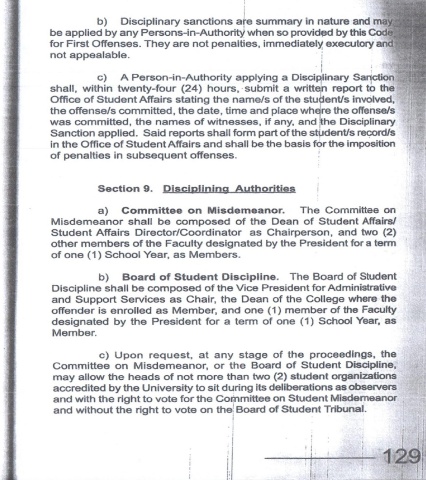 b) Disciplinary sanctions are summary in nature and may
be applied by any Persons-in-Authority when so provided by this Code
for First Offenses. They are not penalties, immediately executory and
not appealable.
c) A Person-in-Authority applying a Disciplinary Sanction
shall, within twenty-four (24) hours, submit a written report to the
Office of Student Affairs stating the name/s of the student/s involved,
the offense/s committed, the date, time and place where the offense/s
was committed, the names of witnesses, if any, and the Disciplinary
Sanction applied. Said reports shall form part of the student/s record/s
in the Office of Student Affairs and shall be the basis for the imposition
of penalties in subsequent offenses.
Section 9. Disciplining Authorities
a) Committee on Misdemeanor. The Committee on
Misdemeanor shall be composed of the Dean of Student Affairs/
Student Affairs Director/Coordinator as Chairperson, and two (2)
other members of the Faculty designated by the President for a term
of one (1) School Year, as Members.
b) Board of Student Discipline. The Board of Student
Discipline shall be composed of the Vice President for Administrative
and Support Services as Chair, the Dean of the College where the
offender is enrolled as Member, and one (1) member of the Faculty
designated by the President for a term of one (1) School Year, as
Member.
c) Upon request, at any stage of the proceedings, the
Committee on Misdemeanor, or the Board of Student Discipline,
may allow the heads of not more than two (2) student organizations
accredited by the University to sit during its deliberations as observers
and with the right to vote for the Committee on Student Misdemeanor
and without the right to vote on the Board of Student Tribunal.
129